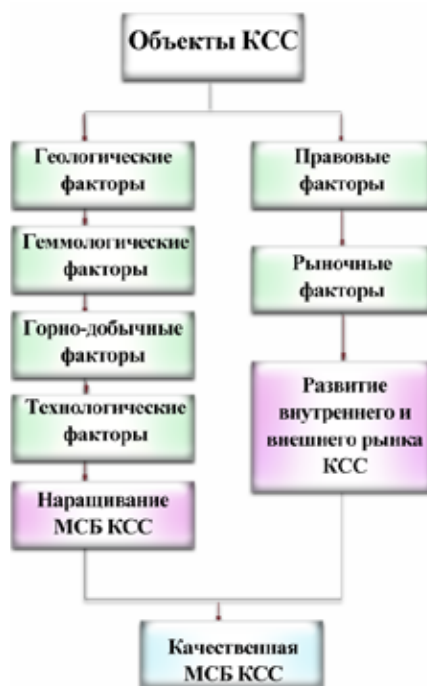 Объекты КСС
Геологические
факторы
Геммологические
факторы
Горно-добычные
факторы
Технологические
факторы
Наращивание
МСБ КСС
Правовые
факторы
Рыночные
факторы
Развитие
внутреннего и
внешнего рынка
КСС
Качественная
МСБ КСС